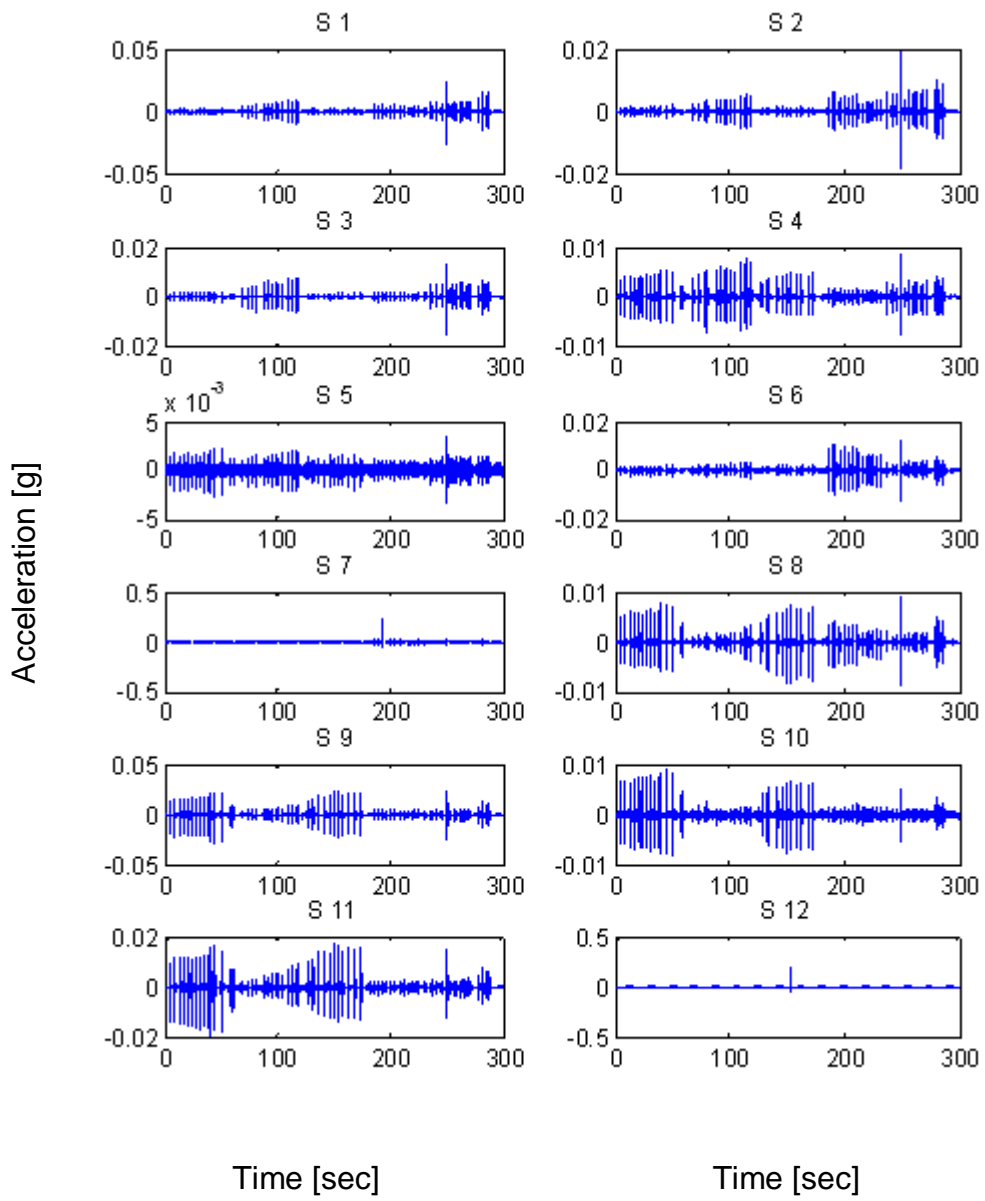 S 1 S 2
0.05 0.02
0 0
-0.05 -0.02
0 100 200 300 0 100 200 300
S 3 S 4
0.02 0.01
0 0
-0.02 -0.01
0 100 200 300 0 100 200 300
x 10-3 S 5 S 6
5 0.02
0 0
-5 -0.02
0 100 200 300 0 100 200 300
S 7 S 8
0.5 0.01
0 0
-0.5 -0.01
0 100 200 300 0 100 200 300
S 9 S 10
0.05 0.01
0 0
-0.05 -0.01
0 100 200 300 0 100 200 300
S 11 S 12
0.02 0.5
0 0
-0.02 -0.5
0 100 200 300 0 100 200 300
Acceleration [g]
Time [sec] Time [sec]